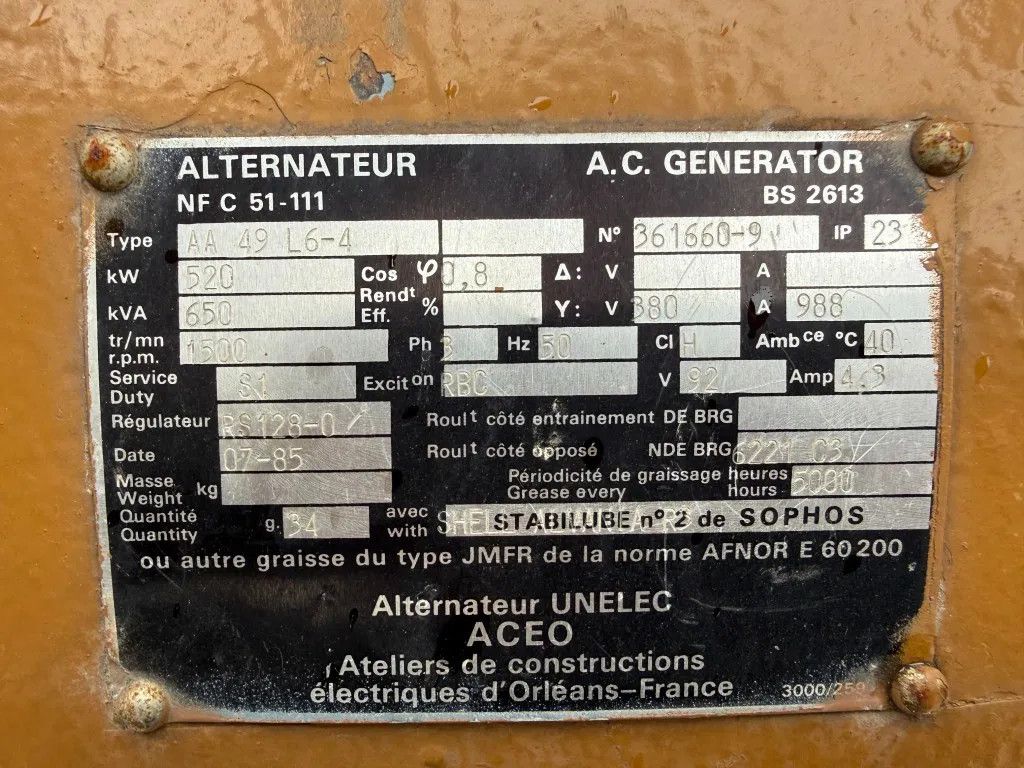 ALTERNATEUR A.C. GENERATOR
NF C 51-111 BS 2613
Type AA 49 L6-4 N° 361660-9 IP 23
kW 520 Cos φ 0,8 Δ: V A
kVA 650 Rendt Eff. % Y: V 380 A 988
tr/mn r.p.m. 1500 Ph 3 Hz 50 Cl H Ambce °C 40
Service Duty S1 Exciton RBC V 92 Amp 4,3
Régulateur RS128-0 Roult côté entrainement DE BRG
Date 07-85 Roult côté opposé NDE BRG 6221 C3
Masse Weight kg Périodicité de graissage heures Grease every hours 5000
Quantité Quantity g. 34 avec with SHELL STABILUBE n° 2 de SOPHOS
ou autre graisse du type JMFR de la norme AFNOR E 60200
Alternateur UNELEC
ACEO
Ateliers de constructions
électriques d'Orléans-France 3000/250